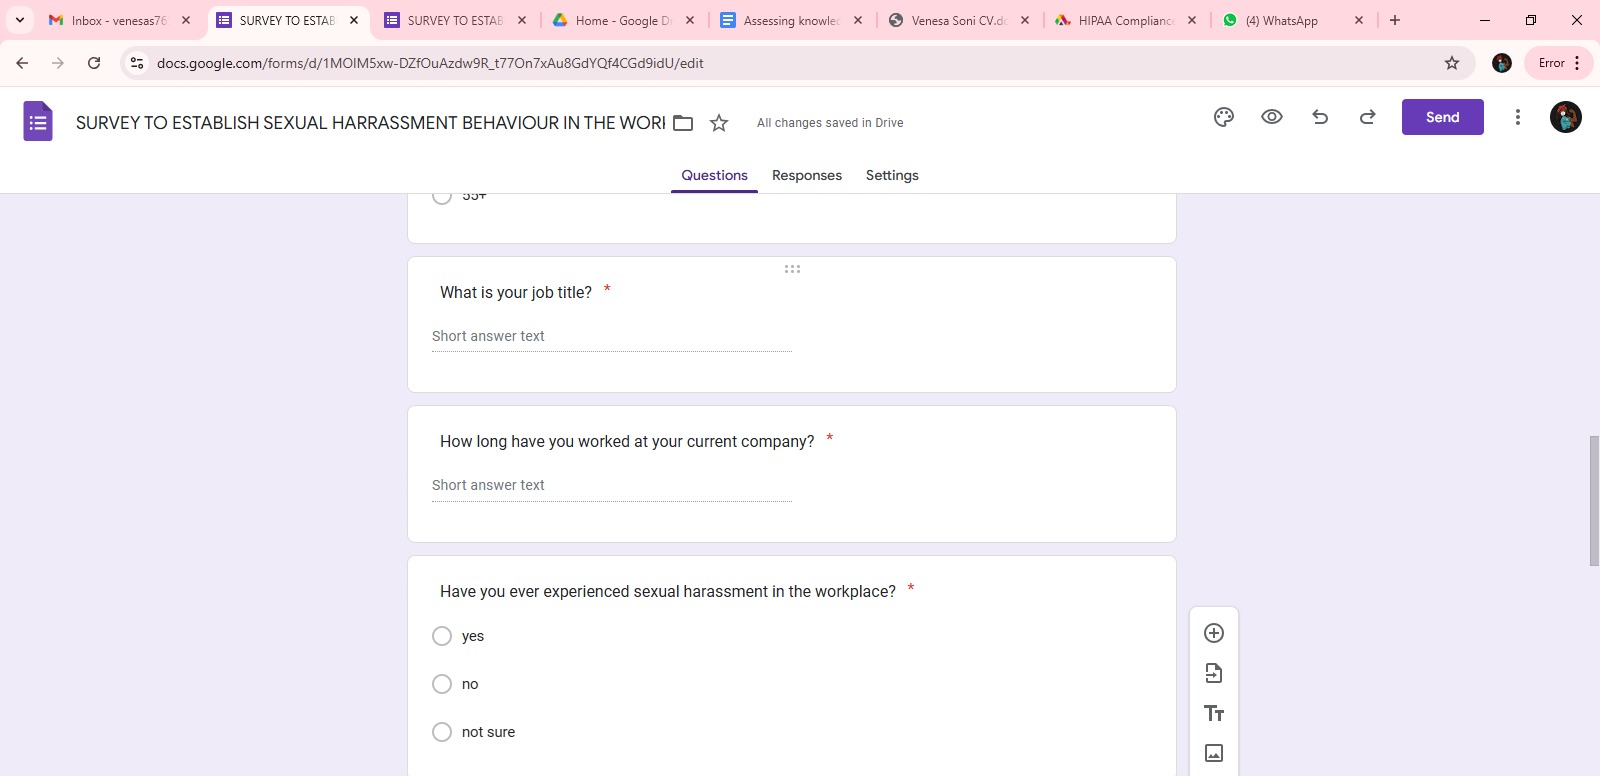 Inbox - venesas76
SURVEY TO ESTAB
SURVEY TO ESTAB
Home - Google D
Assessing knowled
Venesa Soni CV.do
HIPAA Compliance
(4) WhatsApp
docs.google.com/forms/d/1MOIM5xw-DZfOuAzdw9R_t77On7xAu8GdYQf4CGd9idU/edit
Error
SURVEY TO ESTABLISH SEXUAL HARRASSMENT BEHAVIOUR IN THE WORK
All changes saved in Drive
Send
Questions
Responses
Settings
55+
What is your job title? *
Short answer text
How long have you worked at your current company? *
Short answer text
Have you ever experienced sexual harassment in the workplace? *
yes
no
not sure